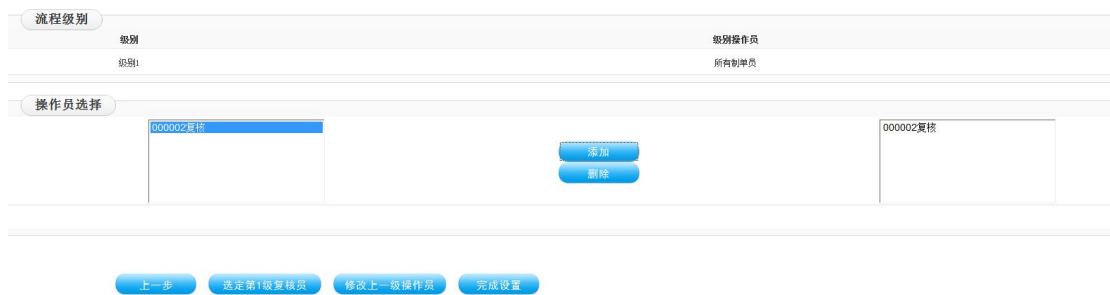 流程级别
级别 级别操作员
级别1 所有制单员
操作员选择
000002复核 000002复核
添加
删除
上一步 选定第1级复核员 修改上一级操作员 完成设置